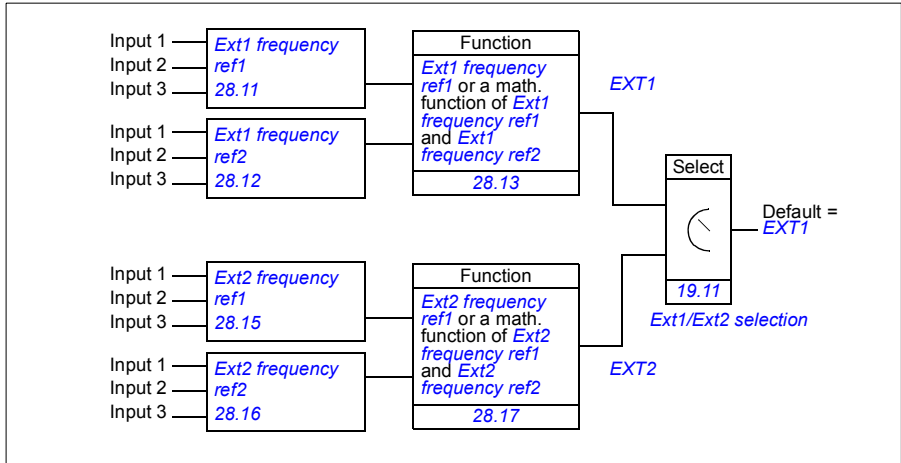 Input 1
Input 2
Input 3
Ext1 frequency
ref1
28.11
Input 1
Input 2
Input 3
Ext1 frequency
ref2
28.12
Function
Ext1 frequency
ref1 or a math.
function of Ext1
frequency ref1
and Ext1
frequency ref2
28.13
EXT1
Input 1
Input 2
Input 3
Ext2 frequency
ref1
28.15
Input 1
Input 2
Input 3
Ext2 frequency
ref2
28.16
Function
Ext2 frequency
ref1 or a math.
function of Ext2
frequency ref1
and Ext2
frequency ref2
28.17
EXT2
Select
19.11
Ext1/Ext2 selection
Default =
EXT1